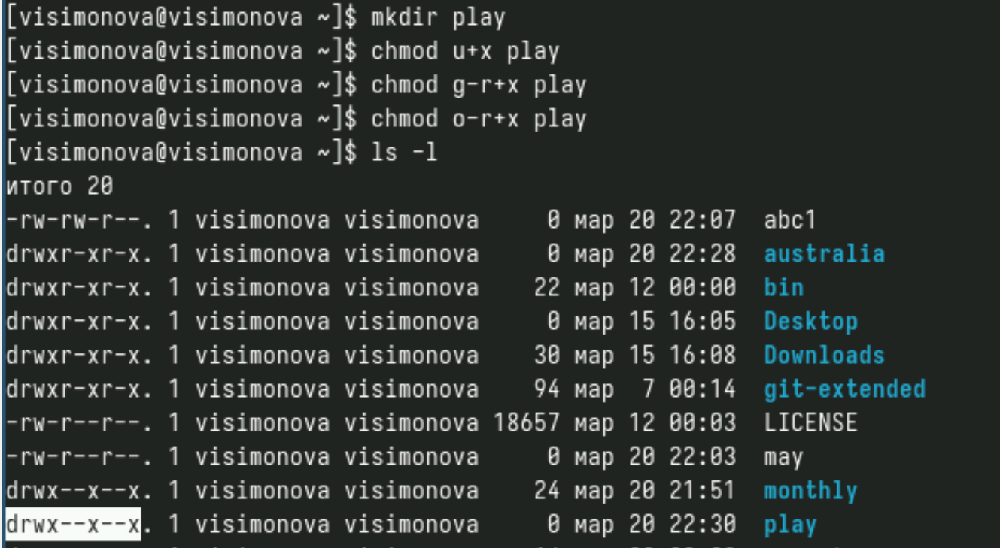 [visimonova@visimonova ~]$ mkdir play
[visimonova@visimonova ~]$ chmod u+x play
[visimonova@visimonova ~]$ chmod g-r+x play
[visimonova@visimonova ~]$ chmod o-r+x play
[visimonova@visimonova ~]$ ls -l
итого 20
-rw-rw-r--. 1 visimonova visimonova     0 мар 20 22:07  abc1
drwxr-xr-x. 1 visimonova visimonova     0 мар 20 22:28  australia
drwxr-xr-x. 1 visimonova visimonova    22 мар 12 00:00  bin
drwxr-xr-x. 1 visimonova visimonova     0 мар 15 16:05  Desktop
drwxr-xr-x. 1 visimonova visimonova    30 мар 15 16:08  Downloads
drwxr-xr-x. 1 visimonova visimonova    94 мар  7 00:14  git-extended
-rw-r--r--. 1 visimonova visimonova 18657 мар 12 00:03  LICENSE
-rw-r--r--. 1 visimonova visimonova     0 мар 20 22:03  may
drwx--x--x. 1 visimonova visimonova    24 мар 20 21:51  monthly
drwx--x--x. 1 visimonova visimonova     0 мар 20 22:30  play